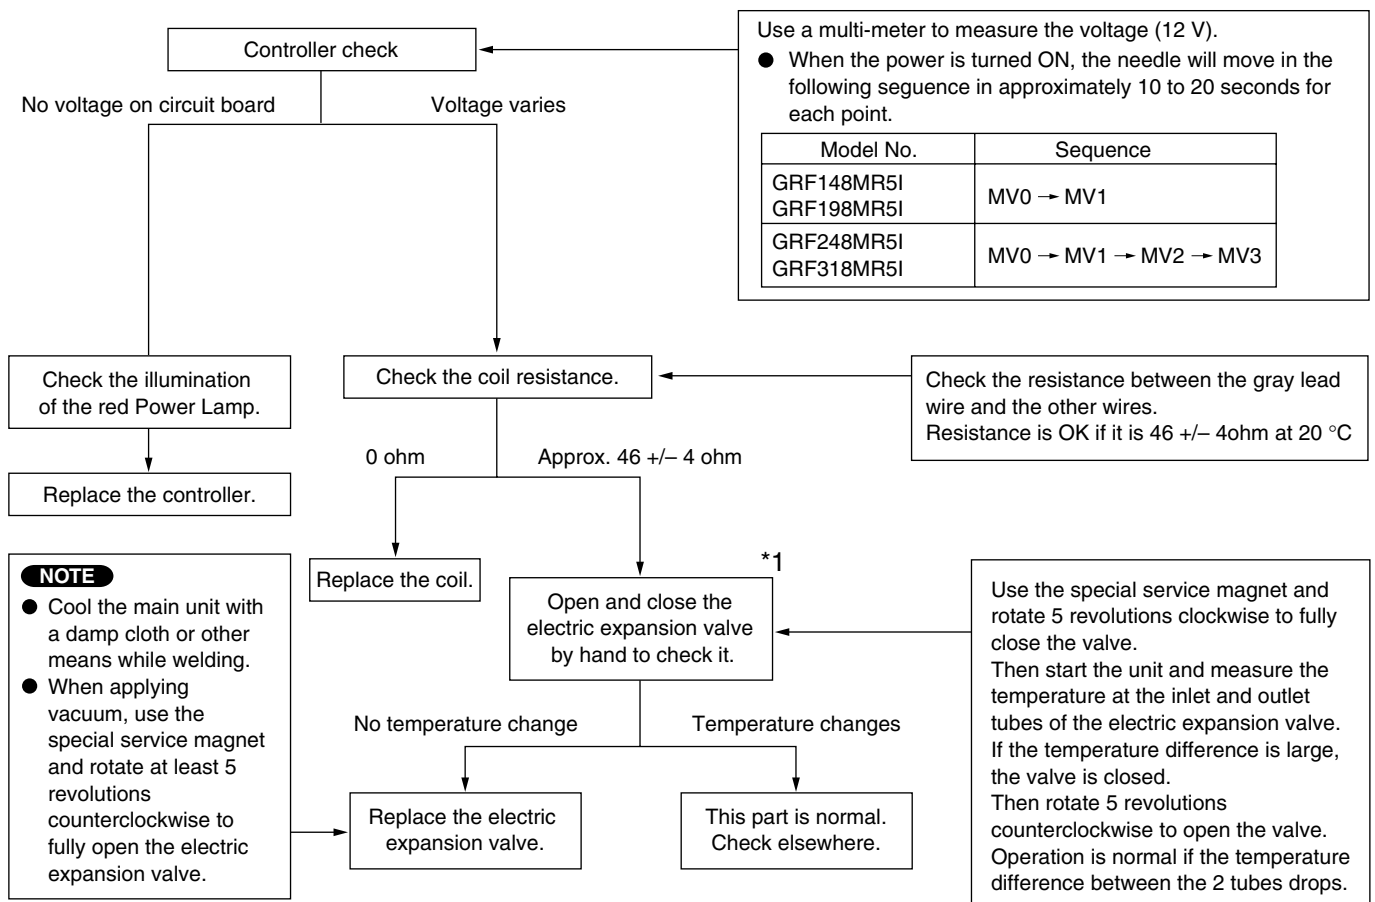 Controller check
Use a multi-meter to measure the voltage (12 V).
● When the power is turned ON, the needle will move in the
following seguence in approximately 10 to 20 seconds for
each point.
Model No. Sequence
GRF148MR5I
GRF198MR5I
MV0 → MV1
GRF248MR5I
GRF318MR5I
MV0 → MV1 → MV2 → MV3
No voltage on circuit board
Voltage varies
Check the illumination
of the red Power Lamp.
Check the coil resistance.
Check the resistance between the gray lead
wire and the other wires.
Resistance is OK if it is 46 +/– 4ohm at 20 °C
Replace the controller.
0 ohm
Approx. 46 +/– 4 ohm
NOTE
● Cool the main unit with
a damp cloth or other
means while welding.
● When applying
vacuum, use the
special service magnet
and rotate at least 5
revolutions
counterclockwise to
fully open the electric
expansion valve.
Replace the coil.
*1
Open and close the
electric expansion valve
by hand to check it.
Use the special service magnet and
rotate 5 revolutions clockwise to fully
close the valve.
Then start the unit and measure the
temperature at the inlet and outlet
tubes of the electric expansion valve.
If the temperature difference is large,
the valve is closed.
Then rotate 5 revolutions
counterclockwise to open the valve.
Operation is normal if the temperature
difference between the 2 tubes drops.
No temperature change
Temperature changes
Replace the electric
expansion valve.
This part is normal.
Check elsewhere.